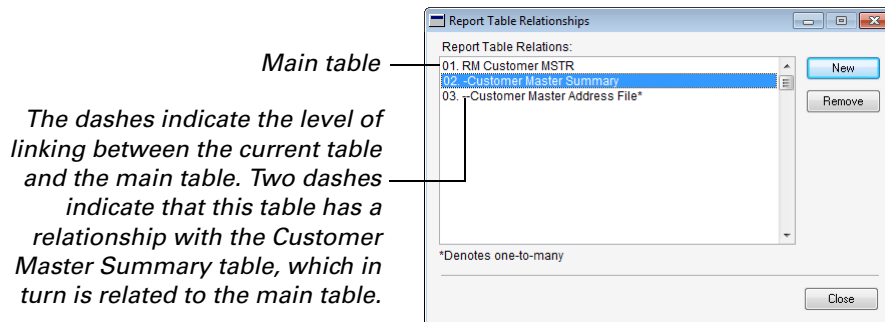 Report Table Relationships
Report Table Relations:
Main table
01. RM Customer MSTR
02. -Customer Master Summary
03. --Customer Master Address File*
New
Remove
The dashes indicate the level of
linking between the current table
and the main table. Two dashes
indicate that this table has a
relationship with the Customer
Master Summary table, which in
turn is related to the main table.
*Denotes one-to-many
Close